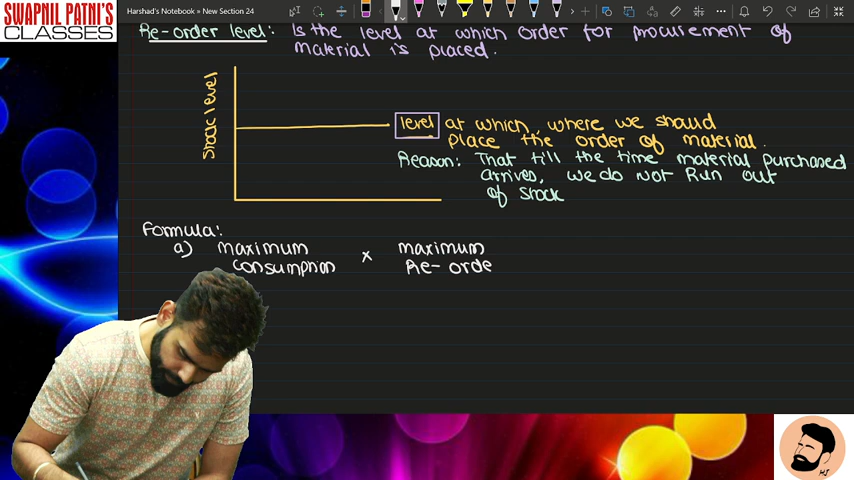 SWAPNIL PATNI'S
CLASSES
Harshad's Notebook » New Section 24
Re-order level: Is the level at which order for procurement of
material is placed.
Stock level
level at which, where we should
place the order of material.
Reason: That till the time material purchased
arrives, we do not Run out
of stock
Formula:
a) maximum consumption x maximum Re-orde
HS